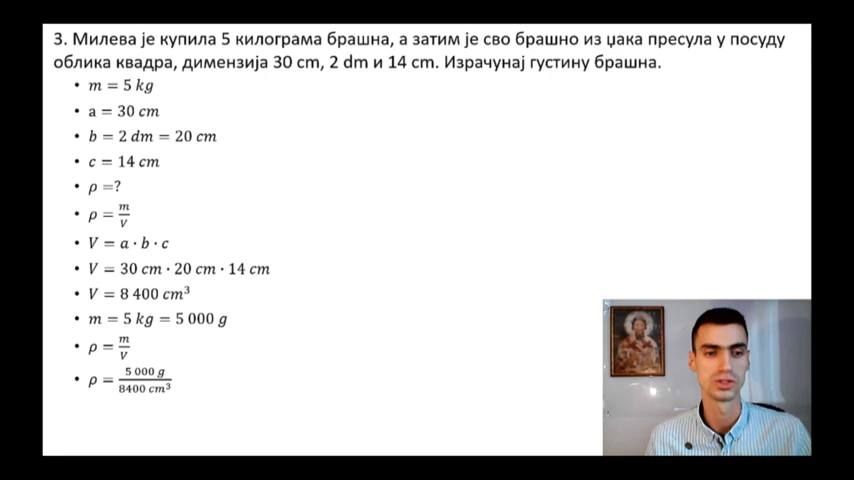 3. Милева је купила 5 килограма брашна, а затим је сво брашно из џака пресула у посуду
облика квадра, димензија 30 cm, 2 dm и 14 cm. Израчунај густину брашна.
• m = 5 kg
• a = 30 cm
• b = 2 dm = 20 cm
• c = 14 cm
• ρ =?
• ρ = m/V
• V = a · b · c
• V = 30 cm · 20 cm · 14 cm
• V = 8 400 cm³
• m = 5 kg = 5 000 g
• ρ = m/V
• ρ = 5 000 g/8400 cm³